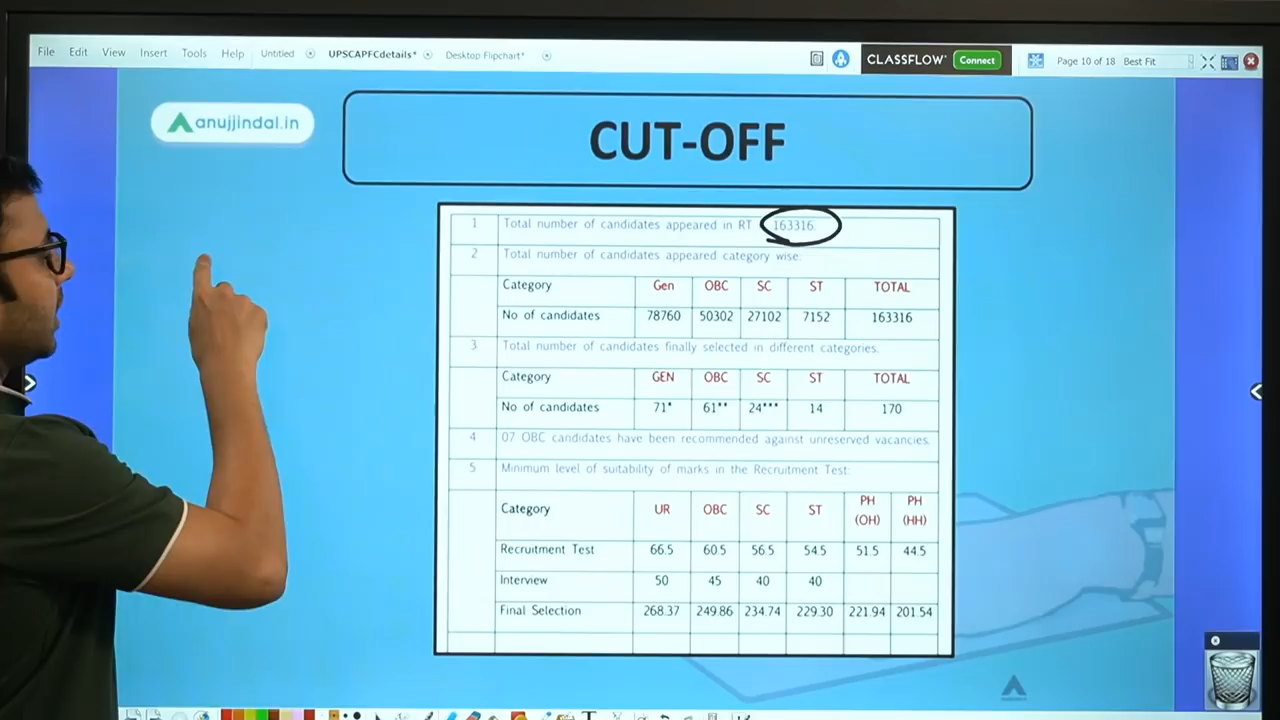 File Edit View Insert Tools Help Untitled UPSCAPFCdetails* Desktop Flipchart* CLASSFLOW Connect Page 10 of 18 Best Fit
anujjindal.in
CUT-OFF
1 Total number of candidates appeared in RT 163316.
2 Total number of candidates appeared category wise:
Category Gen OBC SC ST TOTAL
No of candidates 78760 50302 27102 7152 163316
3 Total number of candidates finally selected in different categories.
Category GEN OBC SC ST TOTAL
No of candidates 71* 61** 24*** 14 170
4 07 OBC candidates have been recommended against unreserved vacancies.
5 Minimum level of suitability of marks in the Recruitment Test:
Category UR OBC SC ST PH (OH) PH (HH)
Recruitment Test 66.5 60.5 56.5 54.5 51.5 44.5
Interview 50 45 40 40
Final Selection 268.37 249.86 234.74 229.30 221.94 201.54